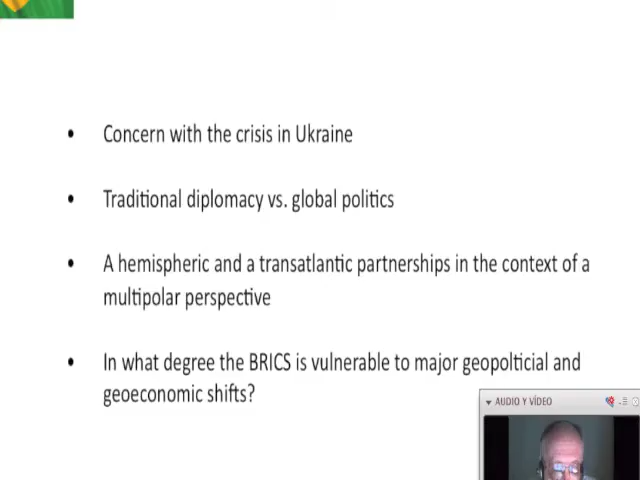 • Concern with the crisis in Ukraine
• Traditional diplomacy vs. global politics
• A hemispheric and a transatlantic partnerships in the context of a
multipolar perspective
• In what degree the BRICS is vulnerable to major geopolticial and
geoeconomic shifts?
AUDIO Y VÍDEO